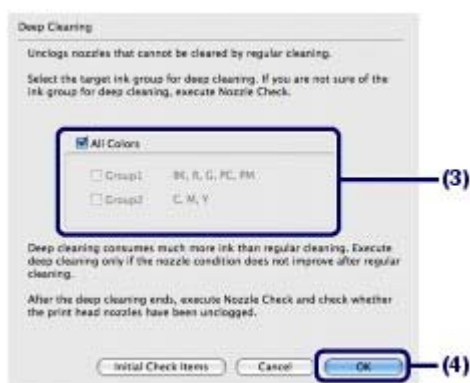 Deep Cleaning
Unclogs nozzles that cannot be cleared by regular cleaning.
Select the target ink group for deep cleaning. If you are not sure of the
ink group for deep cleaning, execute Nozzle Check.
All Colors
(3)
Group1 BK, R, G, PC, PM
Group2 C, M, Y
Deep cleaning consumes much more ink than regular cleaning. Execute
deep cleaning only if the nozzle condition does not improve after regular
cleaning.
After the deep cleaning ends, execute Nozzle Check and check whether
the print head nozzles have been unclogged.
Initial Check Items Cancel OK (4)